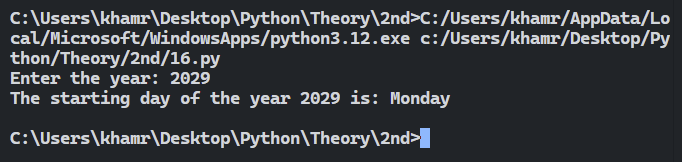 C:\Users\khamr\Desktop\Python\Theory\2nd>C:/Users/khamr/AppData/Lo
cal/Microsoft/WindowsApps/python3.12.exe c:/Users/khamr/Desktop/Py
thon/Theory/2nd/16.py
Enter the year: 2029
The starting day of the year 2029 is: Monday
C:\Users\khamr\Desktop\Python\Theory\2nd>